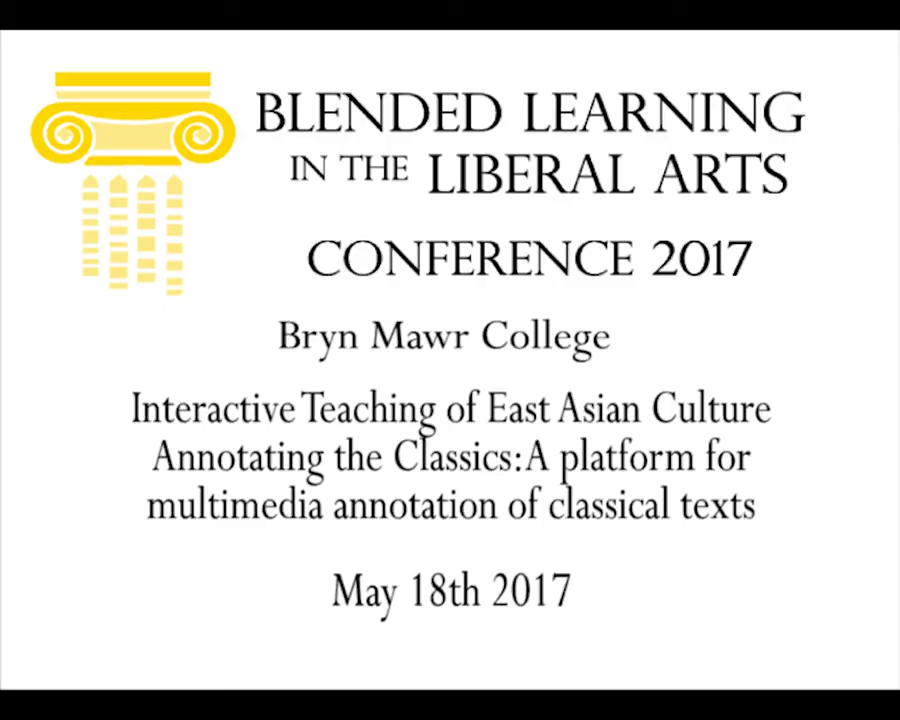 BLENDED LEARNING
IN THE LIBERAL ARTS
CONFERENCE 2017
Bryn Mawr College
Interactive Teaching of East Asian Culture
Annotating the Classics: A platform for
multimedia annotation of classical texts
May 18th 2017